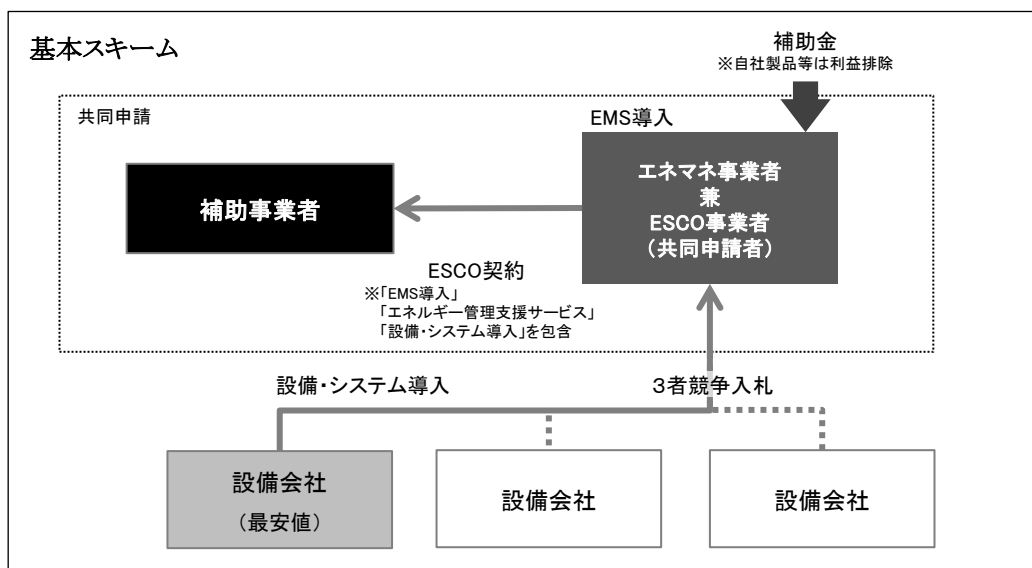 基本スキーム
補助金
※自社製品等は利益排除
共同申請
EMS導入
エネマネ事業者
兼
ESCO事業者
（共同申請者）
補助事業者
ESCO契約
※「EMS導入」
「エネルギー管理支援サービス」
「設備・システム導入」を包含
設備・システム導入
３者競争入札
設備会社
（最安値）
設備会社
設備会社